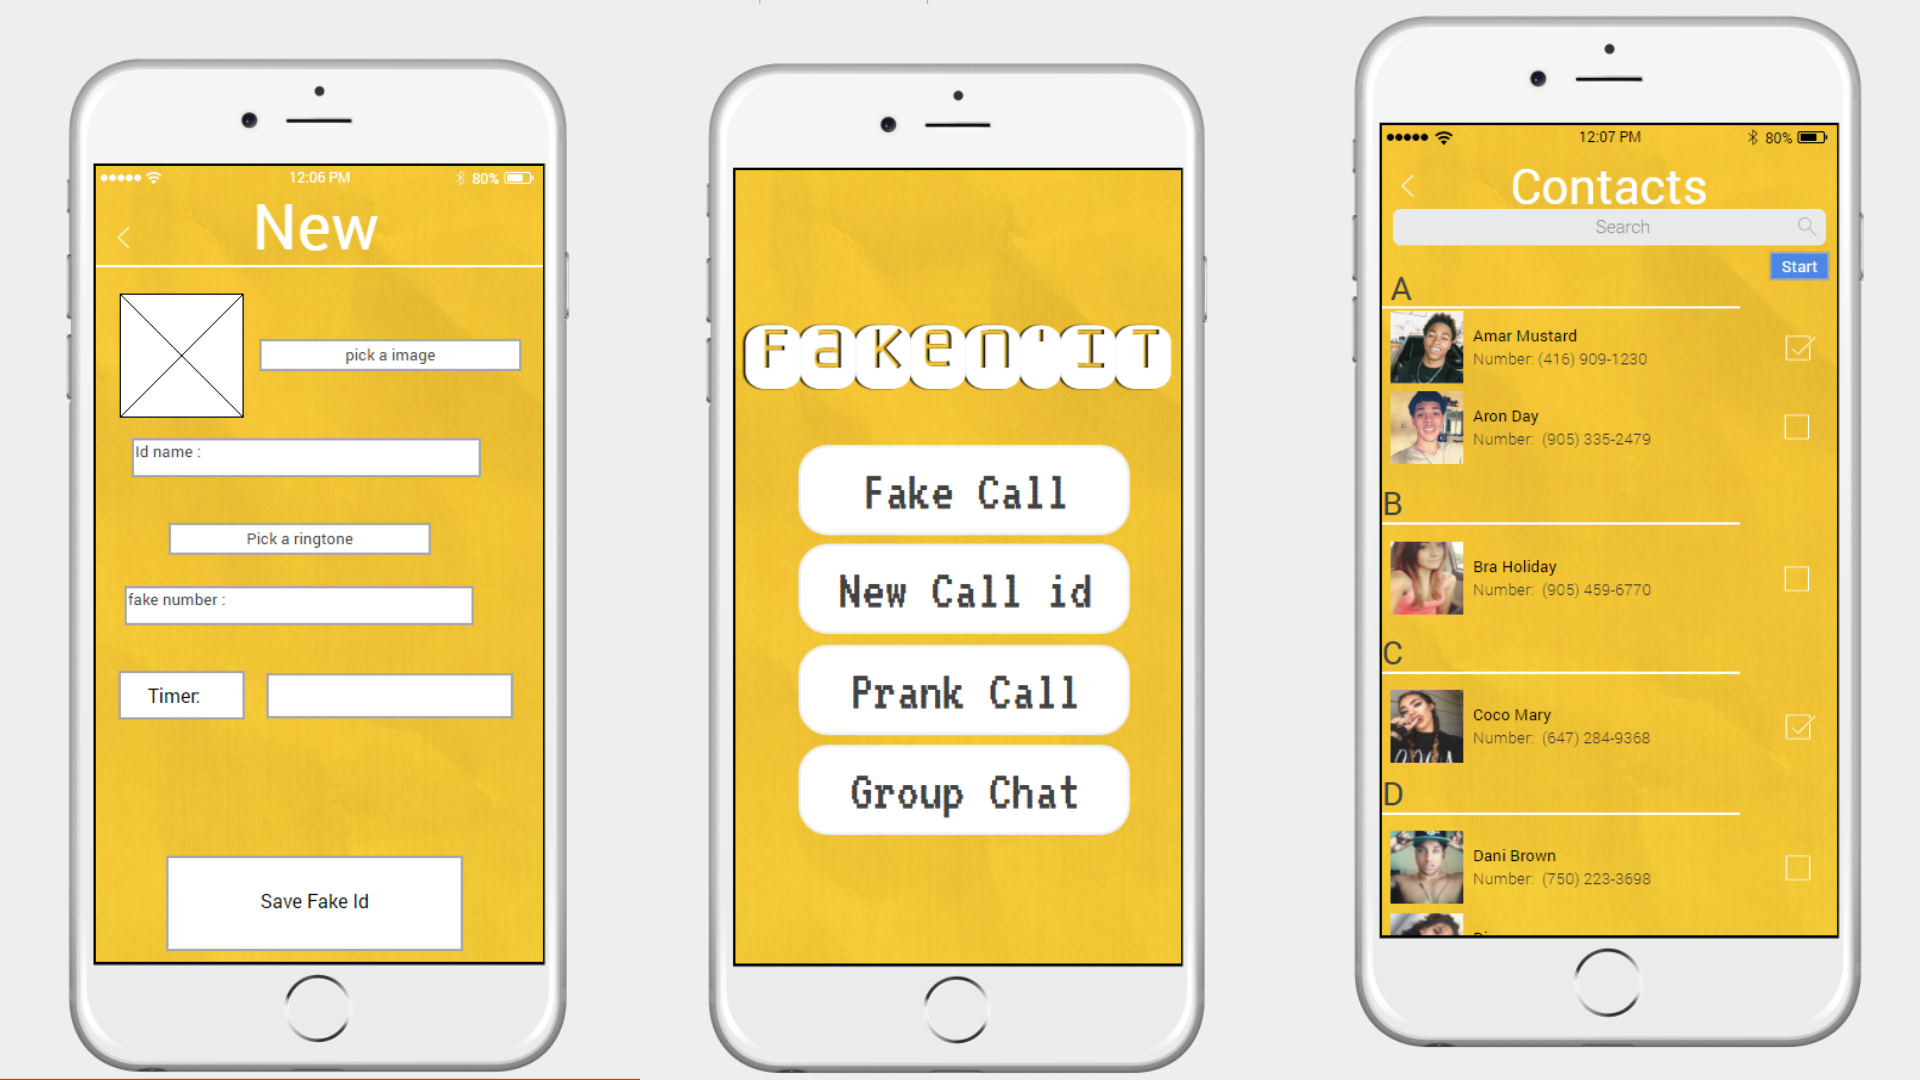 12:06 PM
80%
New
pick a image
Id name :
Pick a ringtone
fake number :
Timer:
Save Fake Id
FaKen'IT
Fake Call
New Call id
Prank Call
Group Chat
12:07 PM
80%
Contacts
Search
Start
A
Amar Mustard
Number: (416) 909-1230
Aron Day
Number: (905) 335-2479
B
Bra Holiday
Number: (905) 459-6770
C
Coco Mary
Number: (647) 284-9368
D
Dani Brown
Number: (750) 223-3698